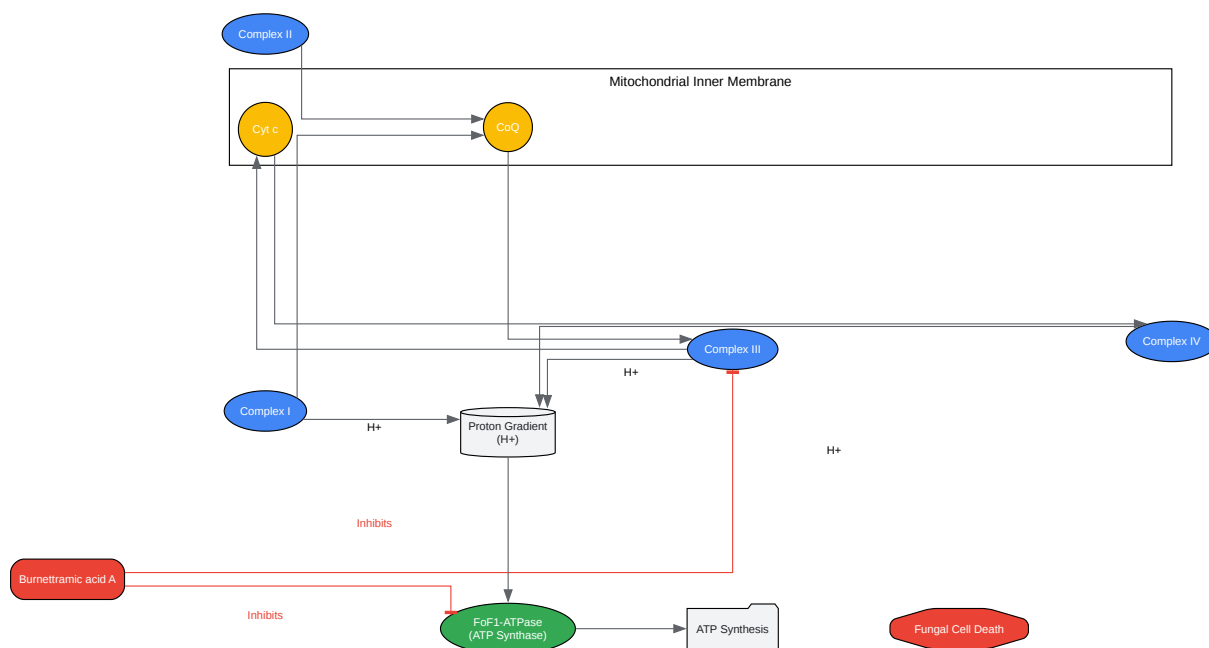 Complex II
Mitochondrial Inner Membrane
Cyt c
CoQ
Complex III
Complex IV
H+
Complex I
H+
Proton Gradient
(H+)
H+
Inhibits
Burnettramic acid A
Inhibits
FoF1-ATPase
(ATP Synthase)
ATP Synthesis
Fungal Cell Death